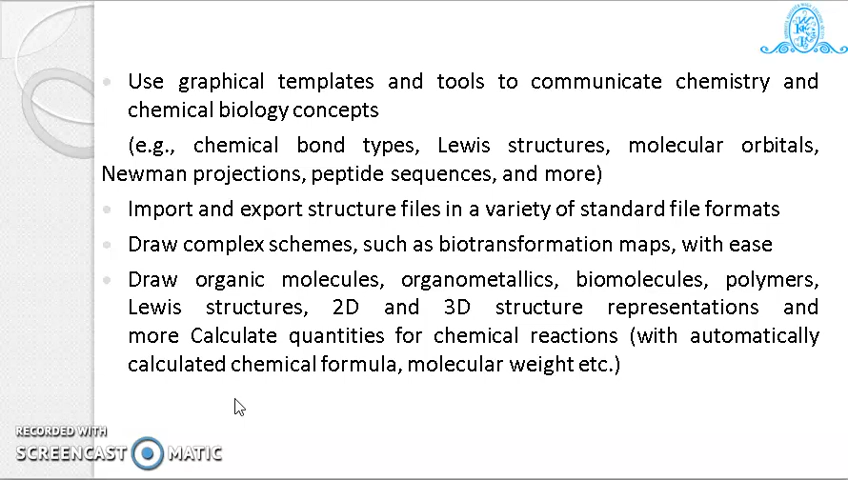 Use graphical templates and tools to communicate chemistry and
chemical biology concepts
(e.g., chemical bond types, Lewis structures, molecular orbitals,
Newman projections, peptide sequences, and more)
Import and export structure files in a variety of standard file formats
Draw complex schemes, such as biotransformation maps, with ease
Draw organic molecules, organometallics, biomolecules, polymers,
Lewis structures, 2D and 3D structure representations and
more Calculate quantities for chemical reactions (with automatically
calculated chemical formula, molecular weight etc.)
RECORDED WITH
SCREENCAST MATIC